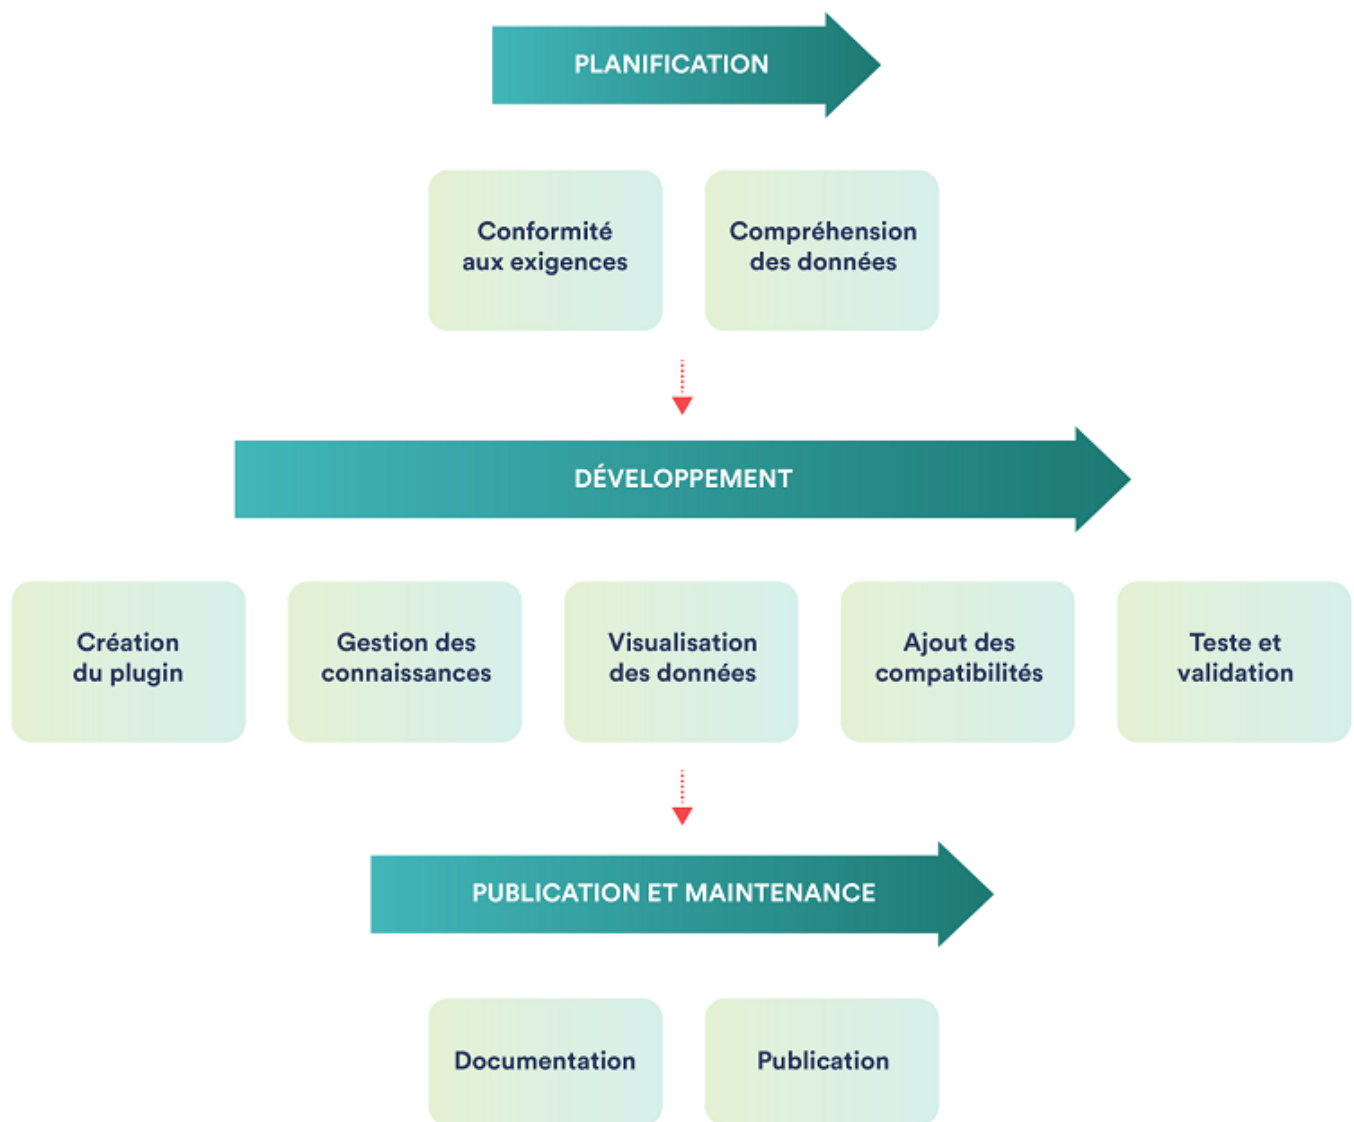 PLANIFICATION
Conformité
aux exigences
Compréhension
des données
DÉVELOPPEMENT
Création
du plugin
Gestion des
connaissances
Visualisation
des données
Ajout des
compatibilités
Teste et
validation
PUBLICATION ET MAINTENANCE
Documentation
Publication